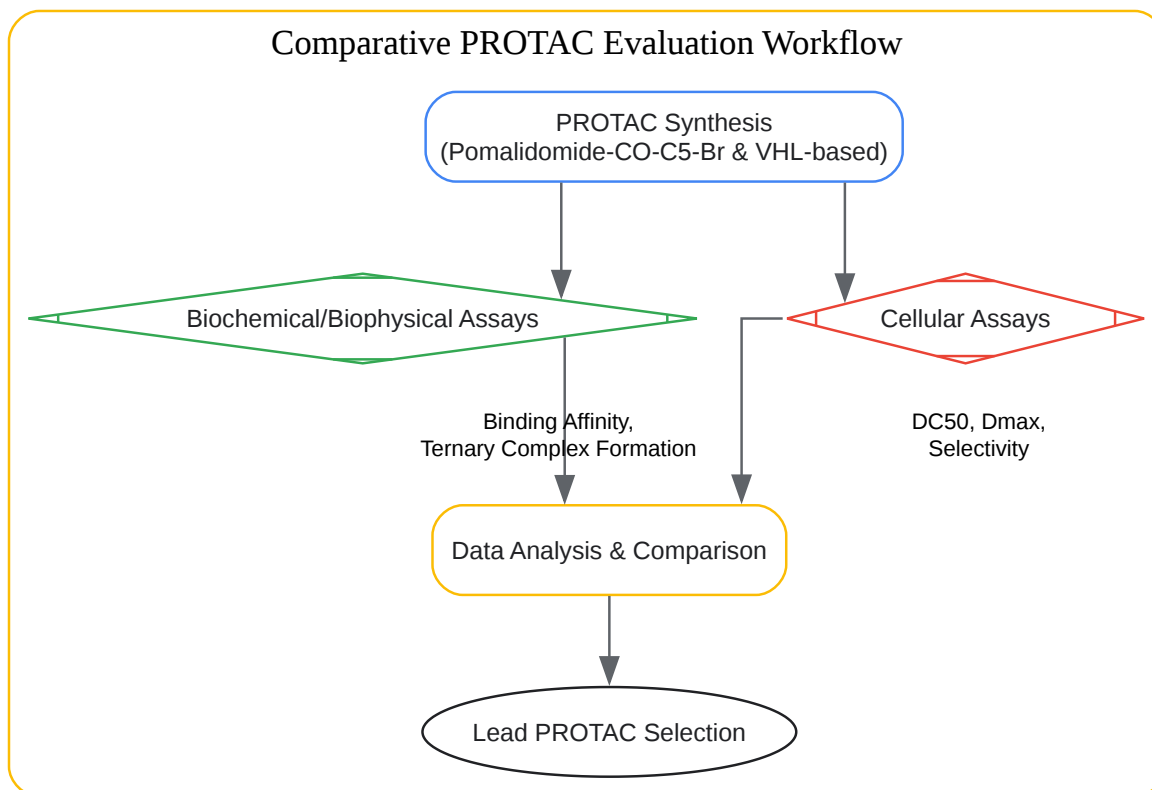 Comparative PROTAC Evaluation Workflow
PROTAC Synthesis
(Pomalidomide-CO-C5-Br & VHL-based)
Biochemical/Biophysical Assays
Cellular Assays
Binding Affinity,
Ternary Complex Formation
DC50, Dmax,
Selectivity
Data Analysis & Comparison
Lead PROTAC Selection